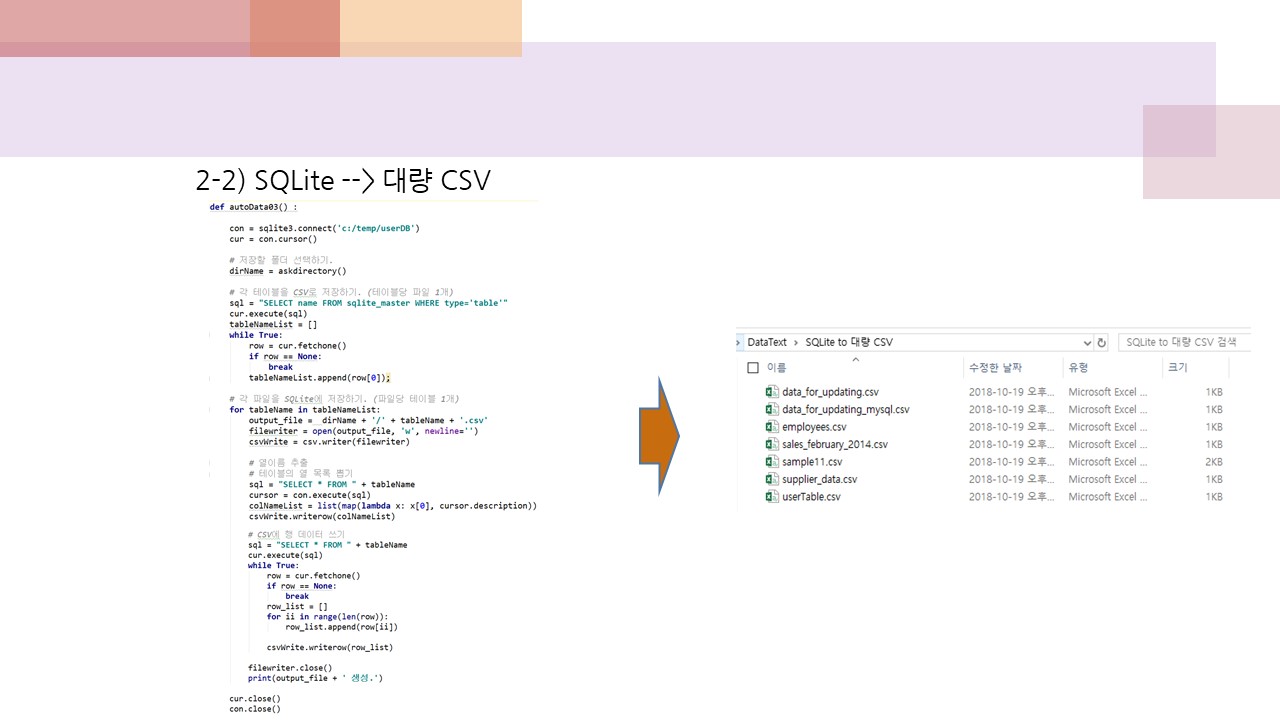 2-2) SQLite --> 대량 CSV
def autoData03() :
con = sqlite3.connect('c:/temp/userDB')
cur = con.cursor()
# 저장할 폴더 선택하기.
dirName = askdirectory()
# 각 테이블을 CSV로 저장하기. (테이블당 파일 1개)
sql = "SELECT name FROM sqlite_master WHERE type='table'"
cur.execute(sql)
tableNameList = []
while True:
row = cur.fetchone()
if row == None:
break
tableNameList.append(row[0]);
# 각 파일을 SQLite에 저장하기. (파일당 테이블 1개)
for tableName in tableNameList:
output_file = dirName + '/' + tableName + '.csv'
filewriter = open(output_file, 'w', newline='')
csvWrite = csv.writer(filewriter)
# 열이름 추출
# 테이블의 열 목록 뽑기
sql = "SELECT * FROM " + tableName
cursor = con.execute(sql)
colNameList = list(map(lambda x: x[0], cursor.description))
csvWrite.writerow(colNameList)
# CSV에 행 데이터 쓰기
sql = "SELECT * FROM " + tableName
cur.execute(sql)
while True:
row = cur.fetchone()
if row == None:
break
row_list = []
for ii in range(len(row)):
row_list.append(row[ii])
csvWrite.writerow(row_list)
filewriter.close()
print(output_file + ' 생성.')
cur.close()
con.close()
DataText › SQLite to 대량 CSV SQLite to 대량 CSV 검색
이름 수정한 날짜 유형 크기
data_for_updating.csv 2018-10-19 오후... Microsoft Excel ... 1KB
data_for_updating_mysql.csv 2018-10-19 오후... Microsoft Excel ... 1KB
employees.csv 2018-10-19 오후... Microsoft Excel ... 1KB
sales_february_2014.csv 2018-10-19 오후... Microsoft Excel ... 1KB
sample11.csv 2018-10-19 오후... Microsoft Excel ... 2KB
supplier_data.csv 2018-10-19 오후... Microsoft Excel ... 1KB
userTable.csv 2018-10-19 오후... Microsoft Excel ... 1KB